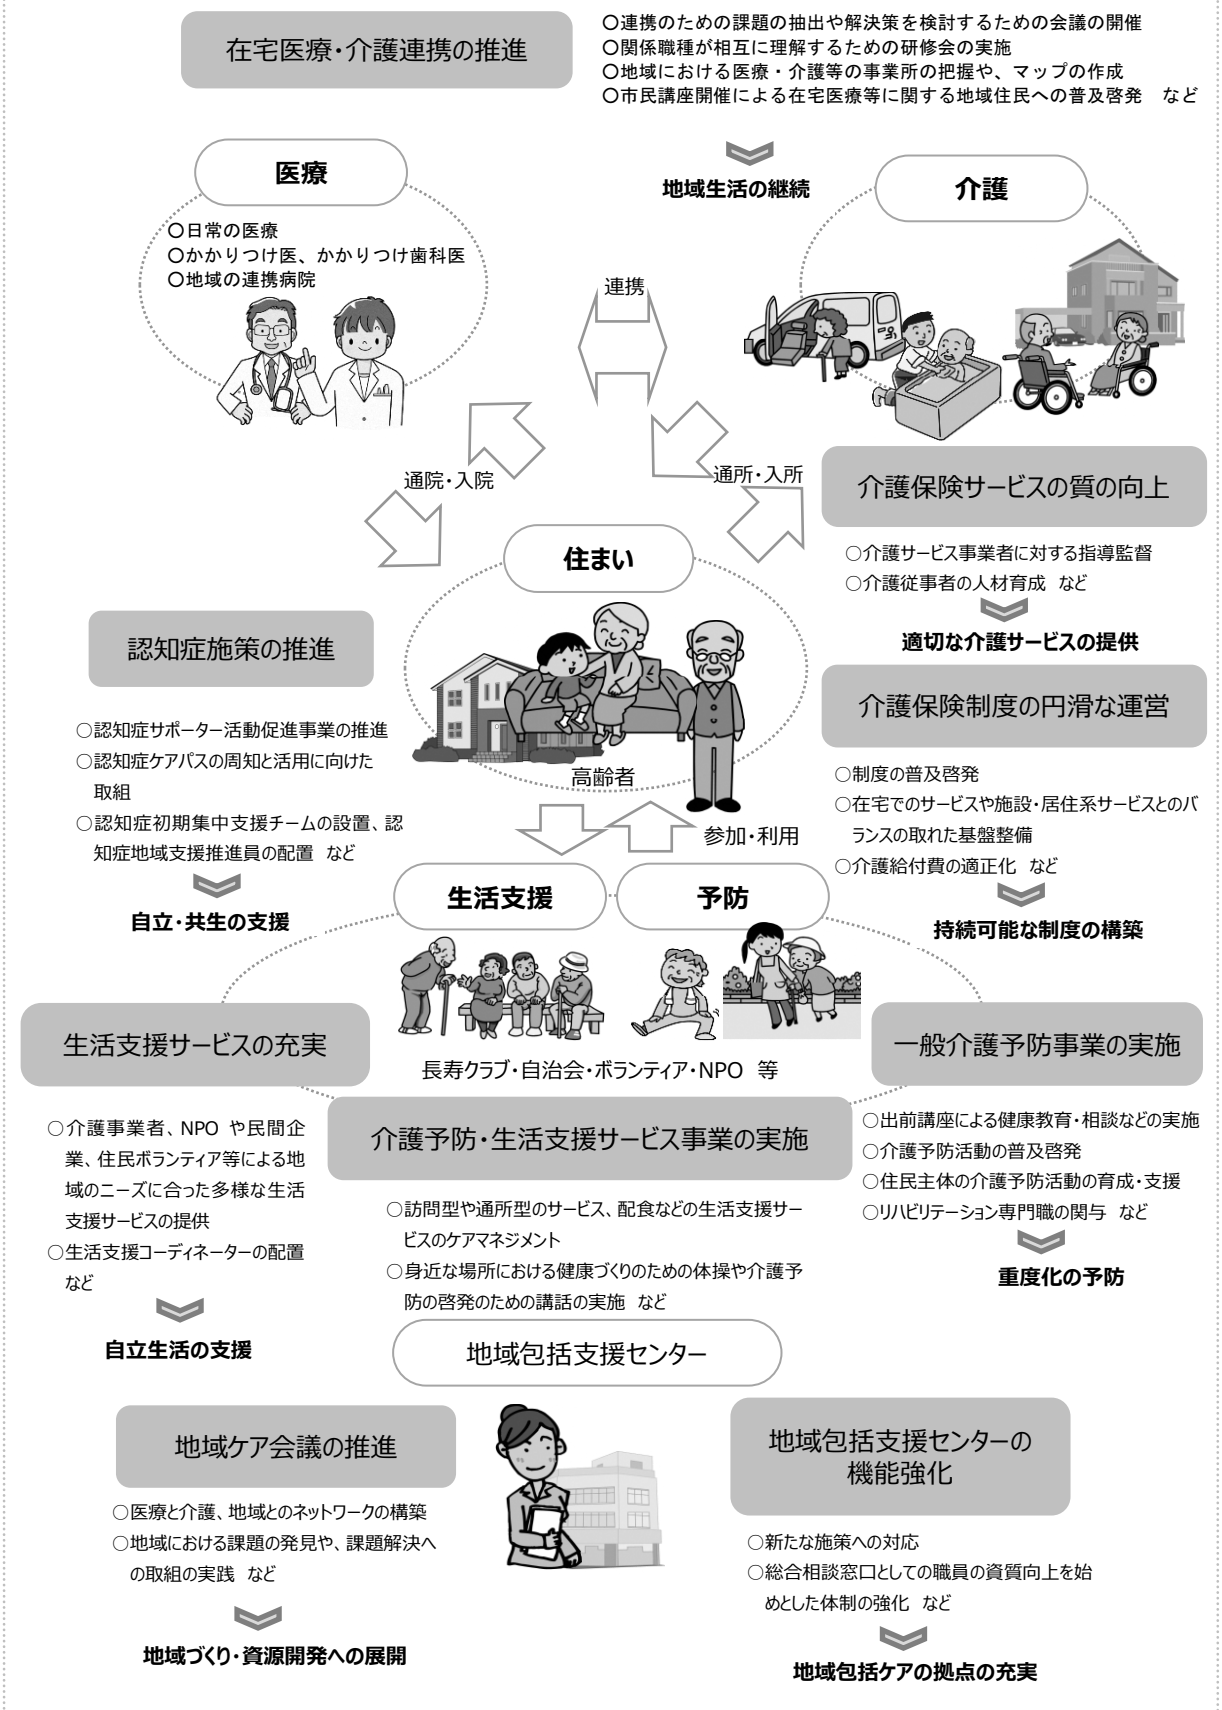 在宅医療・介護連携の推進
○連携のための課題の抽出や解決策を検討するための会議の開催
○関係職種が相互に理解するための研修会の実施
○地域における医療・介護等の事業所の把握や、マップの作成
○市民講座開催による在宅医療等に関する地域住民への普及啓発　など
地域生活の継続
医療
○日常の医療
○かかりつけ医、かかりつけ歯科医
○地域の連携病院
介護
連携
通院・入院
通所・入所
介護保険サービスの質の向上
○介護サービス事業者に対する指導監督
○介護従事者の人材育成　など
適切な介護サービスの提供
住まい
高齢者
認知症施策の推進
○認知症サポーター活動促進事業の推進
○認知症ケアパスの周知と活用に向けた
取組
○認知症初期集中支援チームの設置、認
知症地域支援推進員の配置　など
自立・共生の支援
介護保険制度の円滑な運営
○制度の普及啓発
○在宅でのサービスや施設・居住系サービスとのバ
ランスの取れた基盤整備
○介護給付費の適正化　など
持続可能な制度の構築
参加・利用
生活支援
予防
長寿クラブ・自治会・ボランティア・NPO　等
生活支援サービスの充実
○介護事業者、NPO や民間企
業、住民ボランティア等による地
域のニーズに合った多様な生活
支援サービスの提供
○生活支援コーディネーターの配置
など
自立生活の支援
介護予防・生活支援サービス事業の実施
○訪問型や通所型のサービス、配食などの生活支援サー
ビスのケアマネジメント
○身近な場所における健康づくりのための体操や介護予
防の啓発のための講話の実施　など
一般介護予防事業の実施
○出前講座による健康教育・相談などの実施
○介護予防活動の普及啓発
○住民主体の介護予防活動の育成・支援
○リハビリテーション専門職の関与　など
重度化の予防
地域包括支援センター
地域ケア会議の推進
○医療と介護、地域とのネットワークの構築
○地域における課題の発見や、課題解決へ
の取組の実践　など
地域づくり・資源開発への展開
地域包括支援センターの
機能強化
○新たな施策への対応
○総合相談窓口としての職員の資質向上を始
めとした体制の強化　など
地域包括ケアの拠点の充実